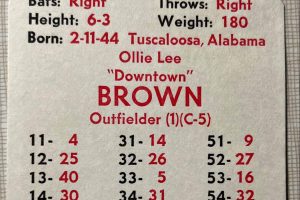 Bats: Right Throws: Right
Height: 6-3 Weight: 180
Born: 2-11-44 Tuscaloosa, Alabama
Ollie Lee
"Downtown"
BROWN
Outfielder (1)(C-5)
11- 4 31- 14 51- 9
12- 25 32- 26 52- 27
13- 40 33- 5 53- 16
14- 30 34- 31 54- 32